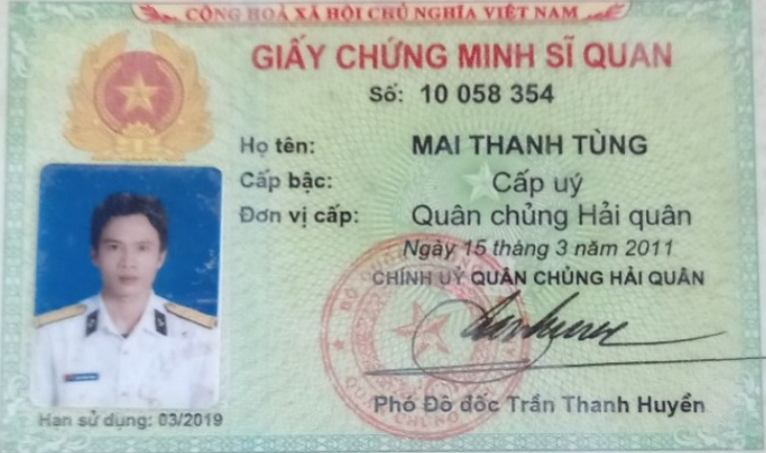 CỘNG HOÀ XÃ HỘI CHỦ NGHĨA VIỆT NAM
GIẤY CHỨNG MINH SĨ QUAN
Số: 10 058 354
Họ tên: MAI THANH TÙNG
Cấp bậc: Cấp uý
Đơn vị cấp: Quân chủng Hải quân
Ngày 15 tháng 3 năm 2011
CHÍNH UỶ QUÂN CHỦNG HẢI QUÂN
Phó Đô đốc Trần Thanh Huyền
Hạn sử dụng: 03/2019